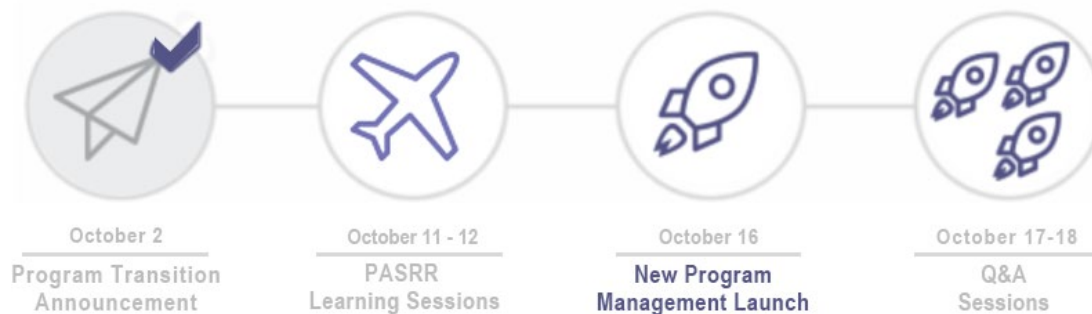 October 2
Program Transition
Announcement
October 11 - 12
PASRR
Learning Sessions
October 16
New Program
Management Launch
October 17-18
Q&A
Sessions